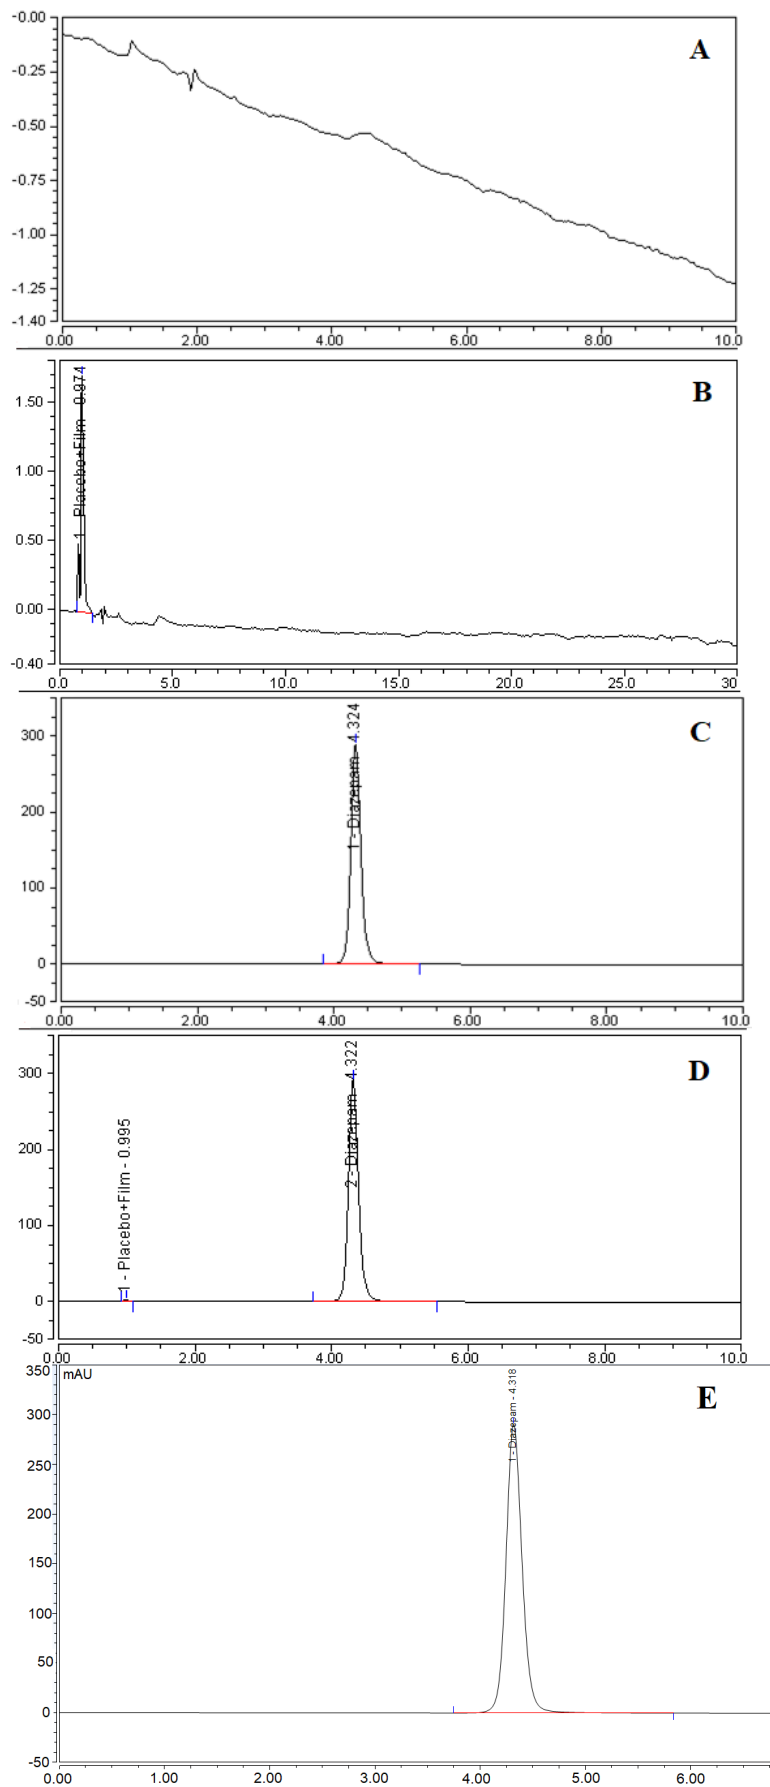 -0.00
A
-0.25
-0.50
-0.75
-1.00
-1.25
-1.40
0.00 2.00 4.00 6.00 8.00 10.0
1 - Placebo+Film - 0.974
B
1.50
1.00
0.50
0.00
-0.40
0.0 5.0 10.0 15.0 20.0 25.0 30
1 - Diazepam - 4.324
C
300
200
100
0
-50
0.00 2.00 4.00 6.00 8.00 10.0
2 - Diazepam - 4.322
D
300
1 - Placebo+Film - 0.995
200
100
0
-50
0.00 2.00 4.00 6.00 8.00 10.0
350 mAU
1 - Diazepam - 4.318
E
300
250
200
150
100
50
0
-50
0.00 1.00 2.00 3.00 4.00 5.00 6.00